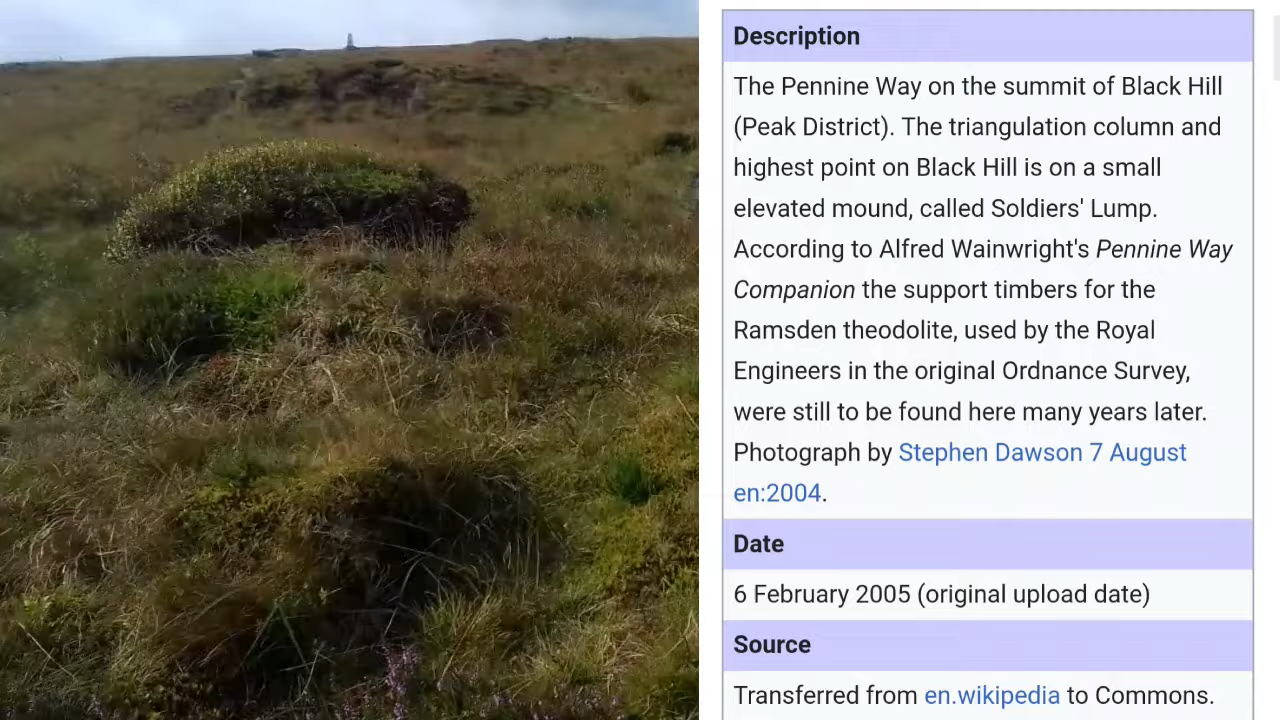 Description
The Pennine Way on the summit of Black Hill
(Peak District). The triangulation column and
highest point on Black Hill is on a small
elevated mound, called Soldiers' Lump.
According to Alfred Wainwright's Pennine Way
Companion the support timbers for the
Ramsden theodolite, used by the Royal
Engineers in the original Ordnance Survey,
were still to be found here many years later.
Photograph by Stephen Dawson 7 August
en:2004.
Date
6 February 2005 (original upload date)
Source
Transferred from en.wikipedia to Commons.